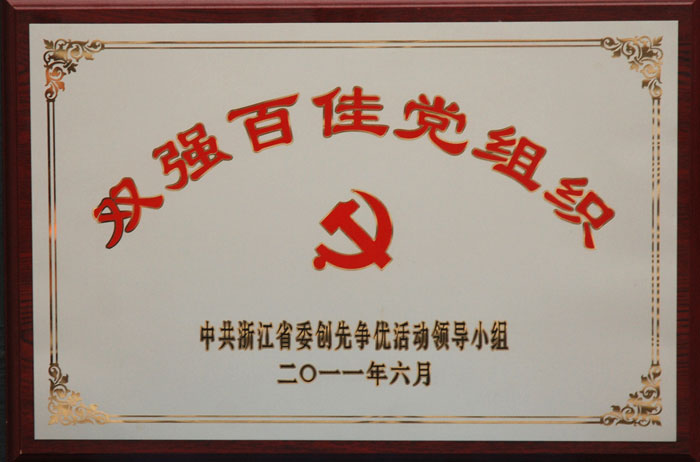 双强百佳党组织
中共浙江省委创先争优活动领导小组
二〇一一年六月